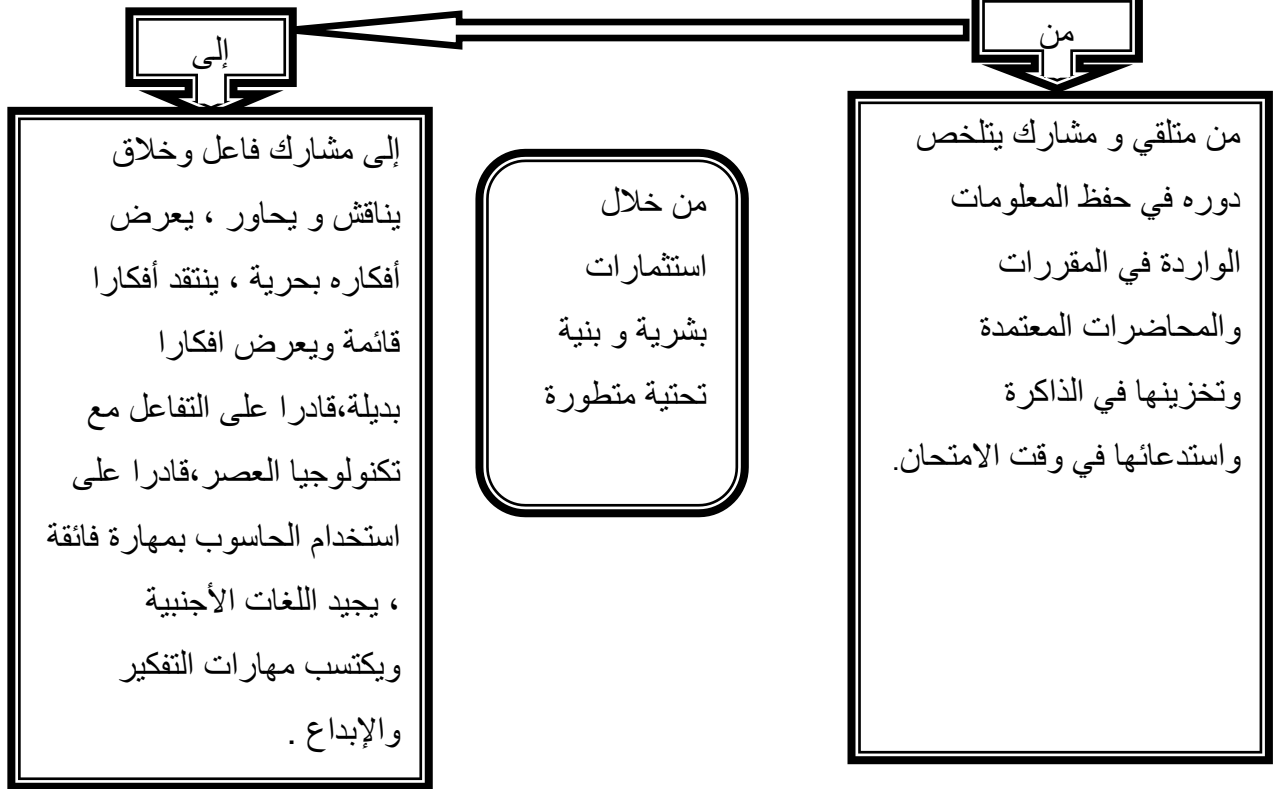 من
إلى
من متلقي و مشارك يتلخص
دوره في حفظ المعلومات
الواردة في المقررات
والمحاضرات المعتمدة
وتخزينها في الذاكرة
واستدعائها في وقت الامتحان.
من خلال
استثمارات
بشرية و بنية
تحتية متطورة
إلى مشارك فاعل وخلاق
يناقش و يحاور ، يعرض
أفكاره بحرية ، ينتقد أفكارا
قائمة ويعرض افكارا
بديلة،قادرا على التفاعل مع
تكنولوجيا العصر،قادرا على
استخدام الحاسوب بمهارة فائقة
، يجيد اللغات الأجنبية
ويكتسب مهارات التفكير
والإبداع .